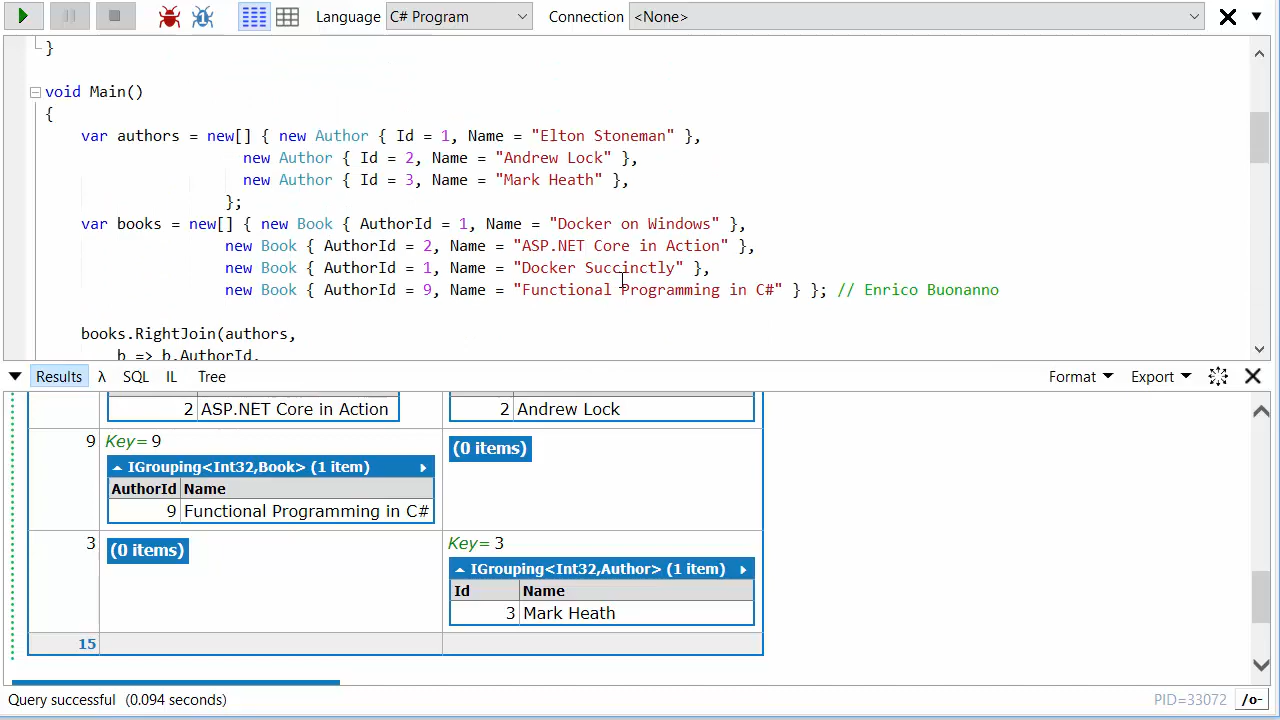 Language C# Program Connection <None>
}
void Main()
{
var authors = new[] { new Author { Id = 1, Name = "Elton Stoneman" },
new Author { Id = 2, Name = "Andrew Lock" },
new Author { Id = 3, Name = "Mark Heath" },
};
var books = new[] { new Book { AuthorId = 1, Name = "Docker on Windows" },
new Book { AuthorId = 2, Name = "ASP.NET Core in Action" },
new Book { AuthorId = 1, Name = "Docker Succinctly" },
new Book { AuthorId = 9, Name = "Functional Programming in C#" } }; // Enrico Buonanno
books.RightJoin(authors,
b => b.AuthorId,
Results λ SQL IL Tree Format Export
2 ASP.NET Core in Action 2 Andrew Lock
9 Key= 9 (0 items)
IGrouping<Int32,Book> (1 item)
AuthorId Name
9 Functional Programming in C#
3 (0 items) Key= 3
IGrouping<Int32,Author> (1 item)
Id Name
3 Mark Heath
15
Query successful (0.094 seconds) PID=33072 /o-